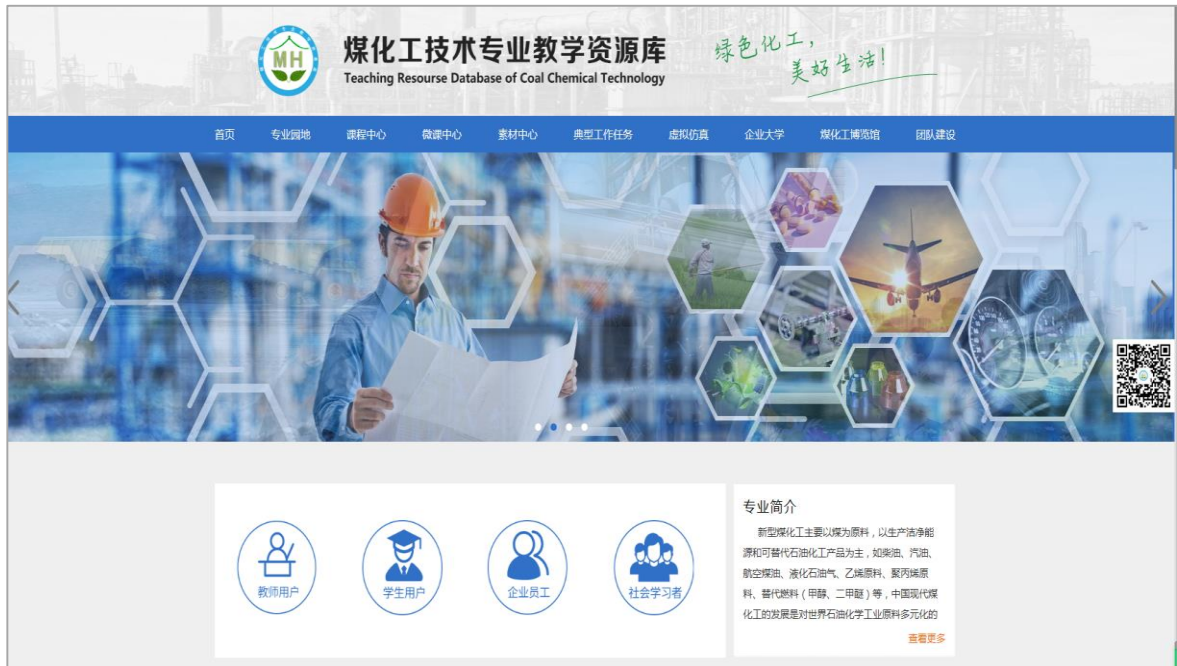 煤化工技术专业教学资源库
Teaching Resourse Database of Coal Chemical Technology
MH
绿色化工，
美好生活！
首页 专业园地 课程中心 微课中心 素材中心 典型工作任务 虚拟仿真 企业大学 煤化工博览馆 团队建设
教师用户 学生用户 企业员工 社会学习者
专业简介
新型煤化工主要以煤为原料，以生产洁净能
源和可替代石油化工产品为主，如柴油、汽油、
航空煤油、液化石油气、乙烯原料、聚丙烯原
料、替代燃料（甲醇、二甲醚）等，中国现代煤
化工的发展是对世界石油化学工业原料多元化的
查看更多